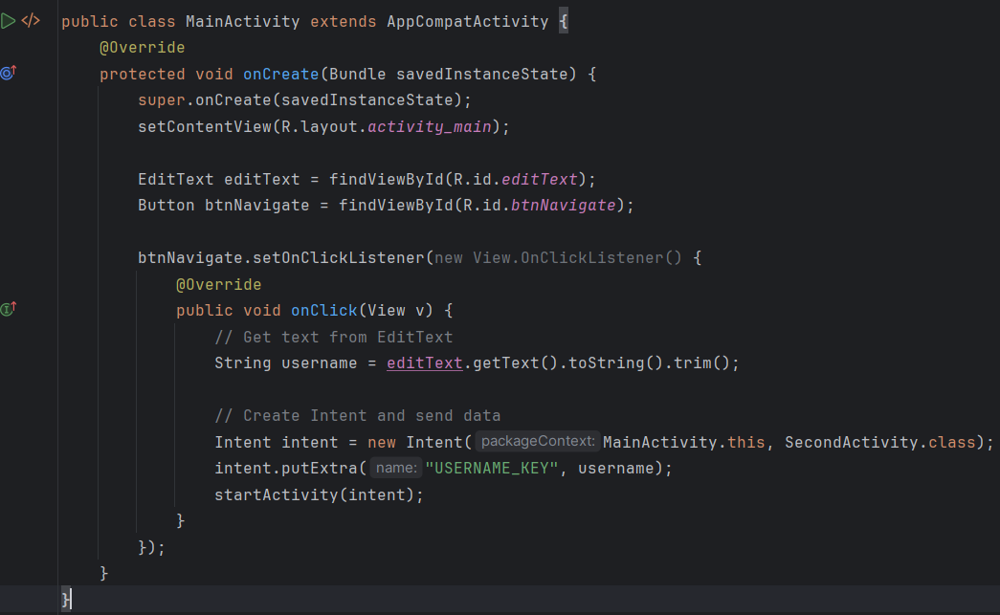 public class MainActivity extends AppCompatActivity {
    @Override
    protected void onCreate(Bundle savedInstanceState) {
        super.onCreate(savedInstanceState);
        setContentView(R.layout.activity_main);

        EditText editText = findViewById(R.id.editText);
        Button btnNavigate = findViewById(R.id.btnNavigate);

        btnNavigate.setOnClickListener(new View.OnClickListener() {
            @Override
            public void onClick(View v) {
                // Get text from EditText
                String username = editText.getText().toString().trim();

                // Create Intent and send data
                Intent intent = new Intent( packageContext: MainActivity.this, SecondActivity.class);
                intent.putExtra( name: "USERNAME_KEY", username);
                startActivity(intent);
            }
        });
    }
}